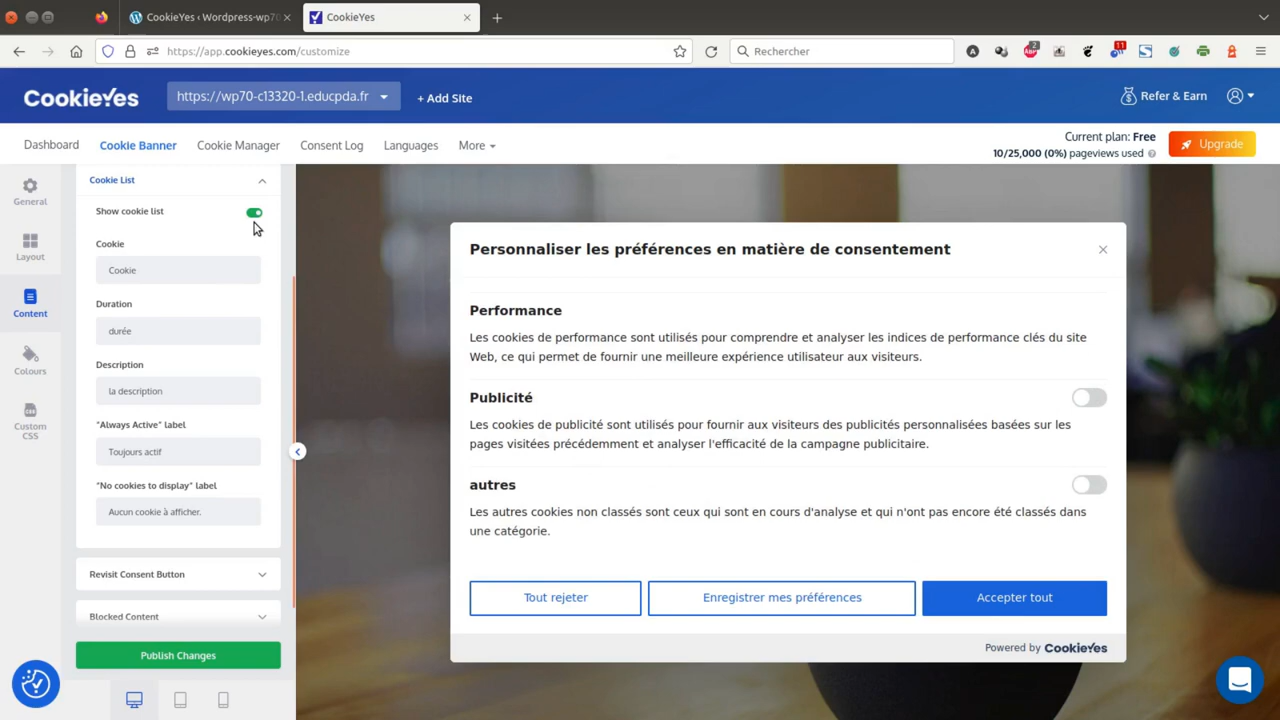 CookieYes ‹ Wordpress-wp70
CookieYes
https://app.cookieyes.com/customize
Rechercher
2
11
CookieYes
https://wp70-c13320-1.educpda.fr
+ Add Site
Refer & Earn
Dashboard
Cookie Banner
Cookie Manager
Consent Log
Languages
More
Current plan: Free
10/25,000 (0%) pageviews used
Upgrade
General
Layout
Content
Colours
Custom
CSS
Cookie List
Show cookie list
Cookie
Cookie
Duration
durée
Description
la description
"Always Active" label
Toujours actif
"No cookies to display" label
Aucun cookie à afficher.
Revisit Consent Button
Blocked Content
Publish Changes
Personnaliser les préférences en matière de consentement
Performance
Les cookies de performance sont utilisés pour comprendre et analyser les indices de performance clés du site
Web, ce qui permet de fournir une meilleure expérience utilisateur aux visiteurs.
Publicité
Les cookies de publicité sont utilisés pour fournir aux visiteurs des publicités personnalisées basées sur les
pages visitées précédemment et analyser l'efficacité de la campagne publicitaire.
autres
Les autres cookies non classés sont ceux qui sont en cours d'analyse et qui n'ont pas encore été classés dans
une catégorie.
Tout rejeter
Enregistrer mes préférences
Accepter tout
Powered by CookieYes